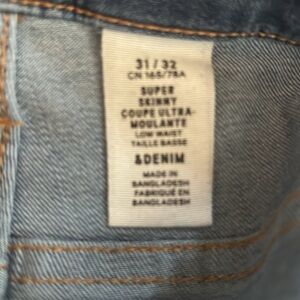 31 / 32
CN 165/78A
SUPER
SKINNY
COUPE ULTRA-
MOULANTE
LOW WAIST
TAILLE BASSE
&DENIM
MADE IN
BANGLADESH
FABRIQUÉ EN
BANGLADESH